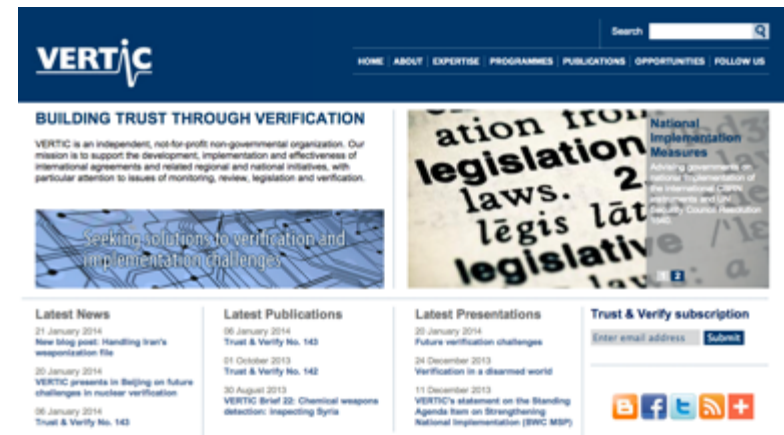 Search
VERTIC
HOME ABOUT EXPERTISE PROGRAMMES PUBLICATIONS OPPORTUNITIES FOLLOW US
BUILDING TRUST THROUGH VERIFICATION
VERTIC is an independent, not-for-profit non-governmental organization. Our
mission is to support the development, implementation and effectiveness of
international agreements and related regional and national initiatives, with
particular attention to issues of monitoring, review, legislation and verification.
Seeking solutions to verification and
implementation challenges
ation from
legislation
laws. 2
lēgis lāt
legislativ
law
National
Implementation
Measures
Advising governments on
national implementation of
the international CBRN
instruments and UN
Security Council Resolution
1540.
1 2
Latest News
21 January 2014
New blog post: Handling Iran's
weaponization file
20 January 2014
VERTIC presents in Beijing on future
challenges in nuclear verification
06 January 2014
Trust & Verify No. 143
Latest Publications
06 January 2014
Trust & Verify No. 143
01 October 2013
Trust & Verify No. 142
30 August 2013
VERTIC Brief 22: Chemical weapons
detection: Inspecting Syria
Latest Presentations
20 January 2014
Future verification challenges
24 December 2013
Verification in a disarmed world
11 December 2013
VERTIC's statement on the Standing
Agenda Item on Strengthening
National Implementation (BWC MSP)
Trust & Verify subscription
Enter email address Submit